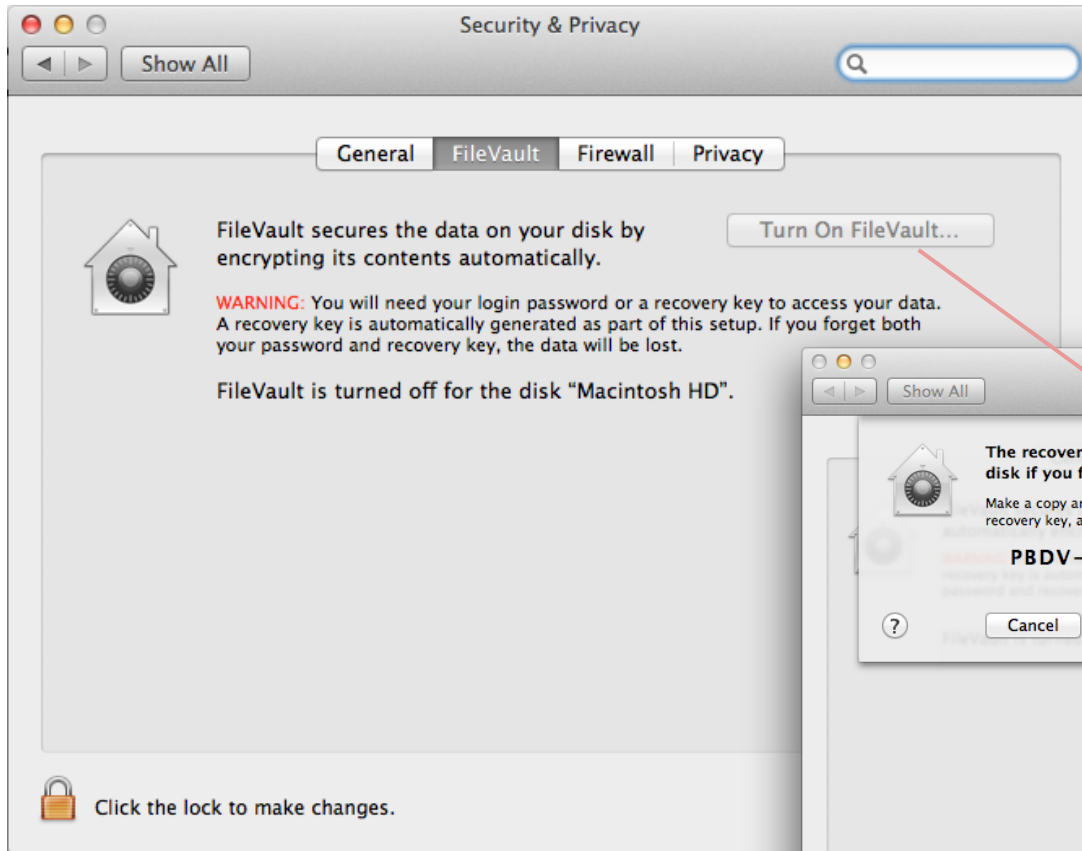 Security & Privacy
Show All
General FileVault Firewall Privacy
FileVault secures the data on your disk by
encrypting its contents automatically.
Turn On FileVault...
WARNING: You will need your login password or a recovery key to access your data.
A recovery key is automatically generated as part of this setup. If you forget both
your password and recovery key, the data will be lost.
FileVault is turned off for the disk “Macintosh HD”.
Click the lock to make changes.
Show All
The recover
disk if you f
Make a copy a
recovery key, a
PBDV-
? Cancel